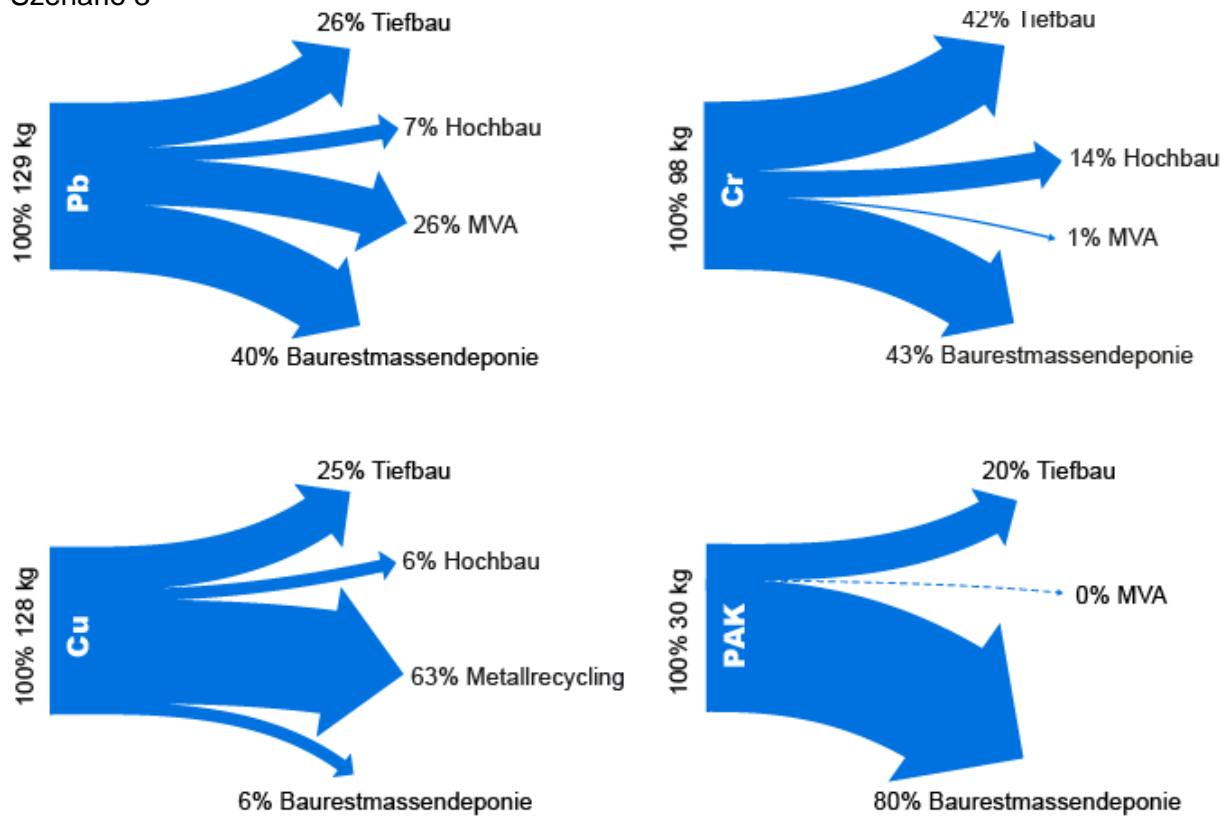 26% Tiefbau
7% Hochbau
100% 129 kg
Pb
26% MVA
40% Baurestmassendeponie
42% Tiefbau
14% Hochbau
100% 98 kg
Cr
1% MVA
43% Baurestmassendeponie
25% Tiefbau
6% Hochbau
100% 128 kg
Cu
63% Metallrecycling
6% Baurestmassendeponie
20% Tiefbau
0% MVA
100% 30 kg
PAK
80% Baurestmassendeponie